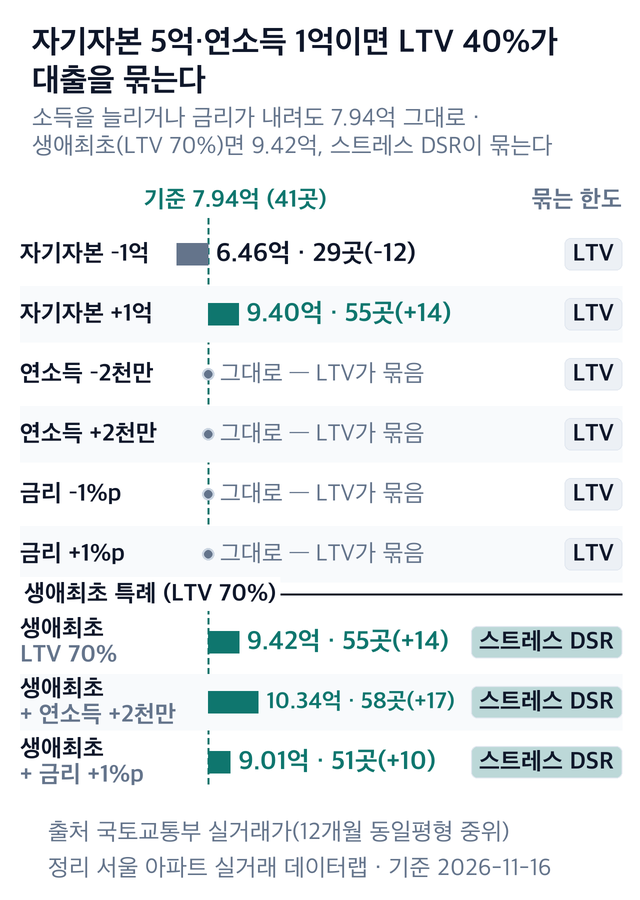 자기자본 5억·연소득 1억이면 LTV 40%가
대출을 묶는다
소득을 늘리거나 금리가 내려도 7.94억 그대로 ·
생애최초(LTV 70%)면 9.42억, 스트레스 DSR이 묶는다
기준 7.94억 (41곳) 묶는 한도
자기자본 -1억 6.46억 · 29곳(-12) LTV
자기자본 +1억 9.40억 · 55곳(+14) LTV
연소득 -2천만 그대로 — LTV가 묶음 LTV
연소득 +2천만 그대로 — LTV가 묶음 LTV
금리 -1%p 그대로 — LTV가 묶음 LTV
금리 +1%p 그대로 — LTV가 묶음 LTV
생애최초 특례 (LTV 70%)
생애최초
LTV 70% 9.42억 · 55곳(+14) 스트레스 DSR
생애최초
+ 연소득 +2천만 10.34억 · 58곳(+17) 스트레스 DSR
생애최초
+ 금리 +1%p 9.01억 · 51곳(+10) 스트레스 DSR
출처 국토교통부 실거래가(12개월 동일평형 중위)
정리 서울 아파트 실거래 데이터랩 · 기준 2026-11-16